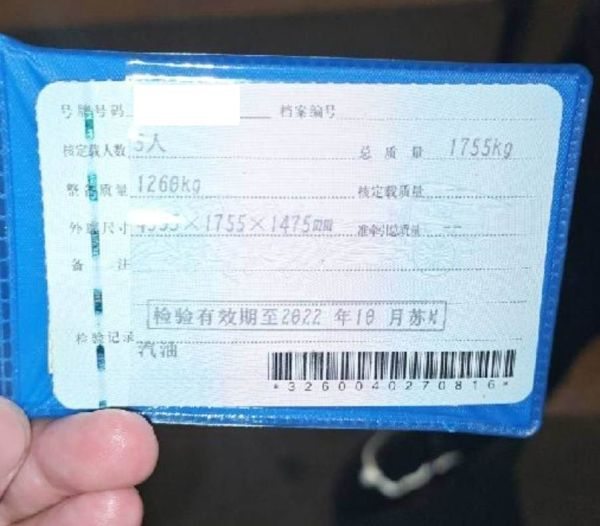 号牌号码 档案编号
核定载人数 5人 总质量 1755kg
整备质量 1260kg 核定载质量 --
外廓尺寸 ×1755×1475mm 准牵引总质量 --
备注
检验有效期至2022年10月苏
检验记录
汽油
*3260040270816*